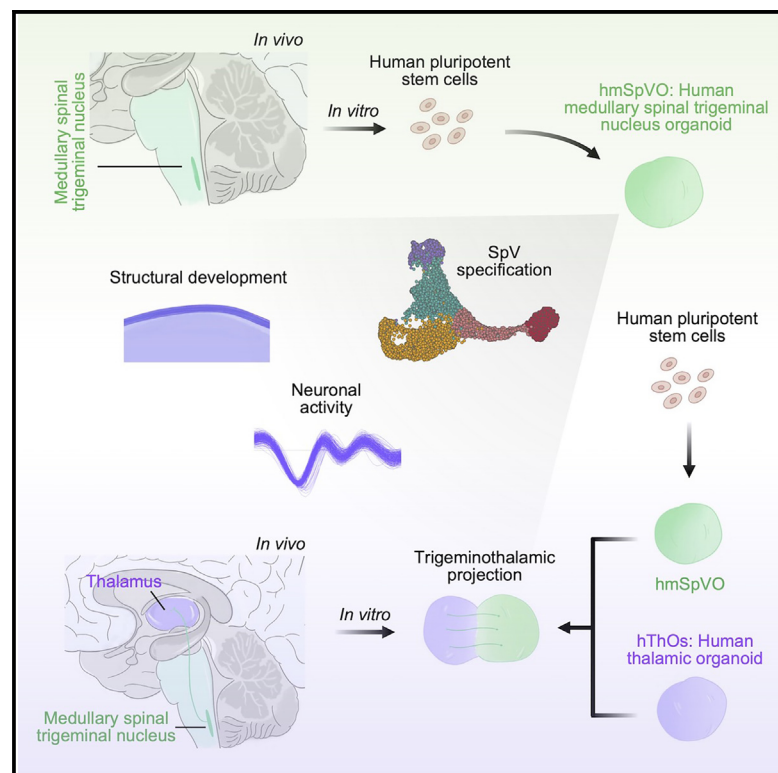 In vivo
Medullary spinal
trigeminal nucleus
Human pluripotent
stem cells
In vitro
hmSpVO: Human
medullary spinal trigeminal
nucleus organoid
Structural development
SpV
specification
Neuronal
activity
Human pluripotent
stem cells
hmSpVO
hThOs: Human
thalamic organoid
In vivo
Thalamus
Medullary spinal
trigeminal nucleus
In vitro
Trigeminothalamic
projection